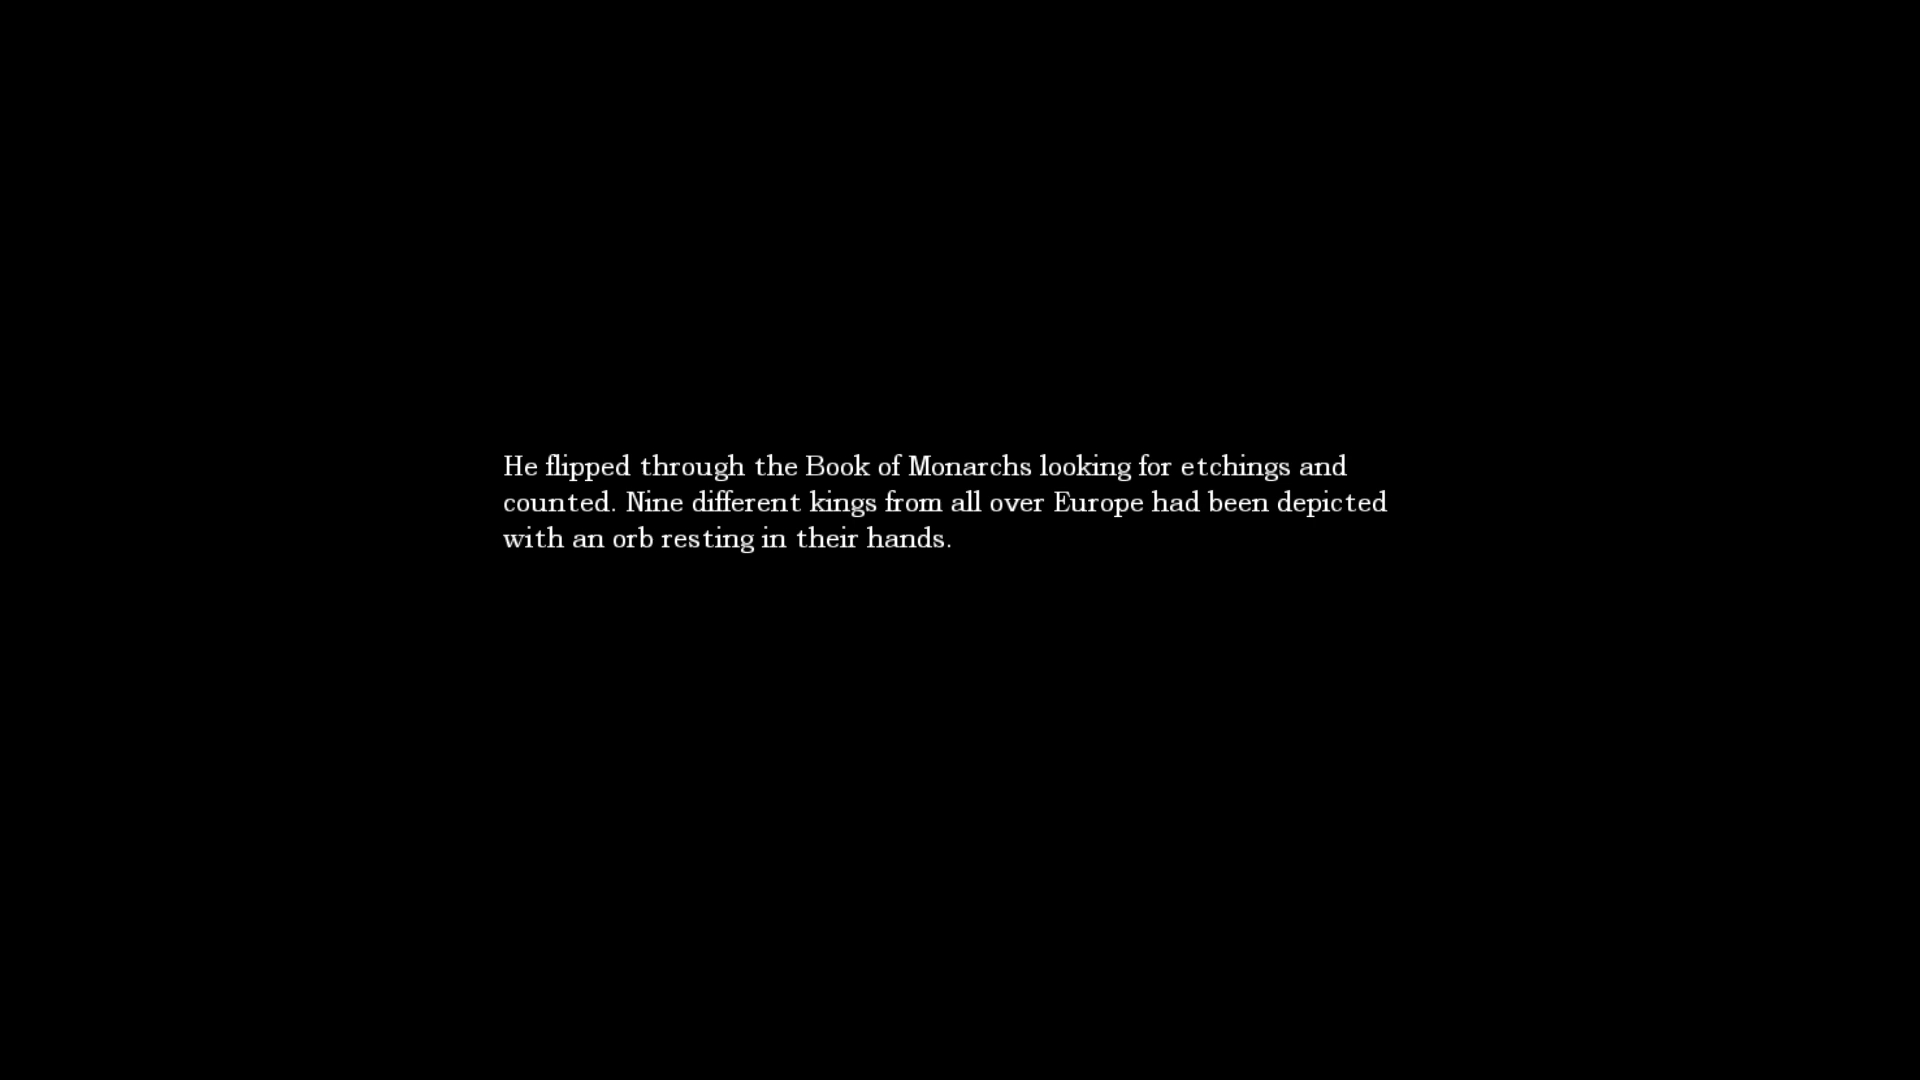 He flipped through the Book of Monarchs looking for etchings and
counted. Nine different kings from all over Europe had been depicted
with an orb resting in their hands.